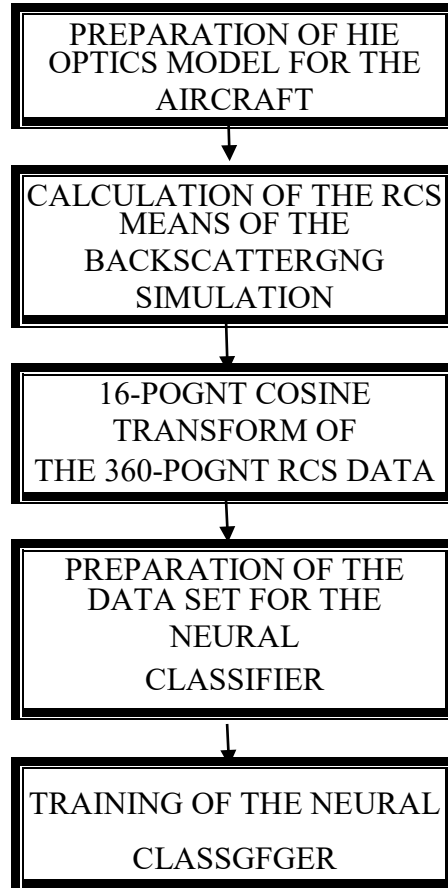 PREPARATION OF HIE
OPTICS MODEL FOR THE
AIRCRAFT
CALCULATION OF THE RCS
MEANS OF THE
BACKSCATTERGNG
SIMULATION
16-POGNT COSINE
TRANSFORM OF
THE 360-POGNT RCS DATA
PREPARATION OF THE
DATA SET FOR THE
NEURAL
CLASSIFIER
TRAINING OF THE NEURAL
CLASSGFGER